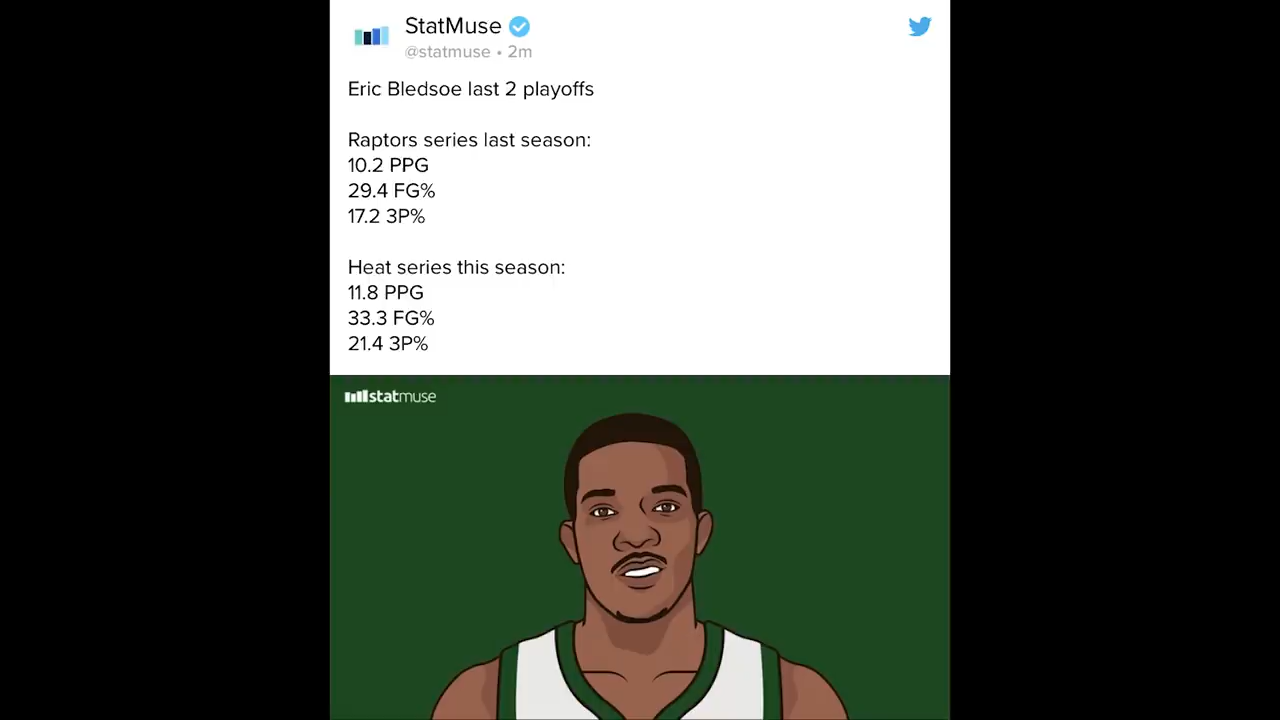 StatMuse
@statmuse • 2m
Eric Bledsoe last 2 playoffs
Raptors series last season:
10.2 PPG
29.4 FG%
17.2 3P%
Heat series this season:
11.8 PPG
33.3 FG%
21.4 3P%
statmuse